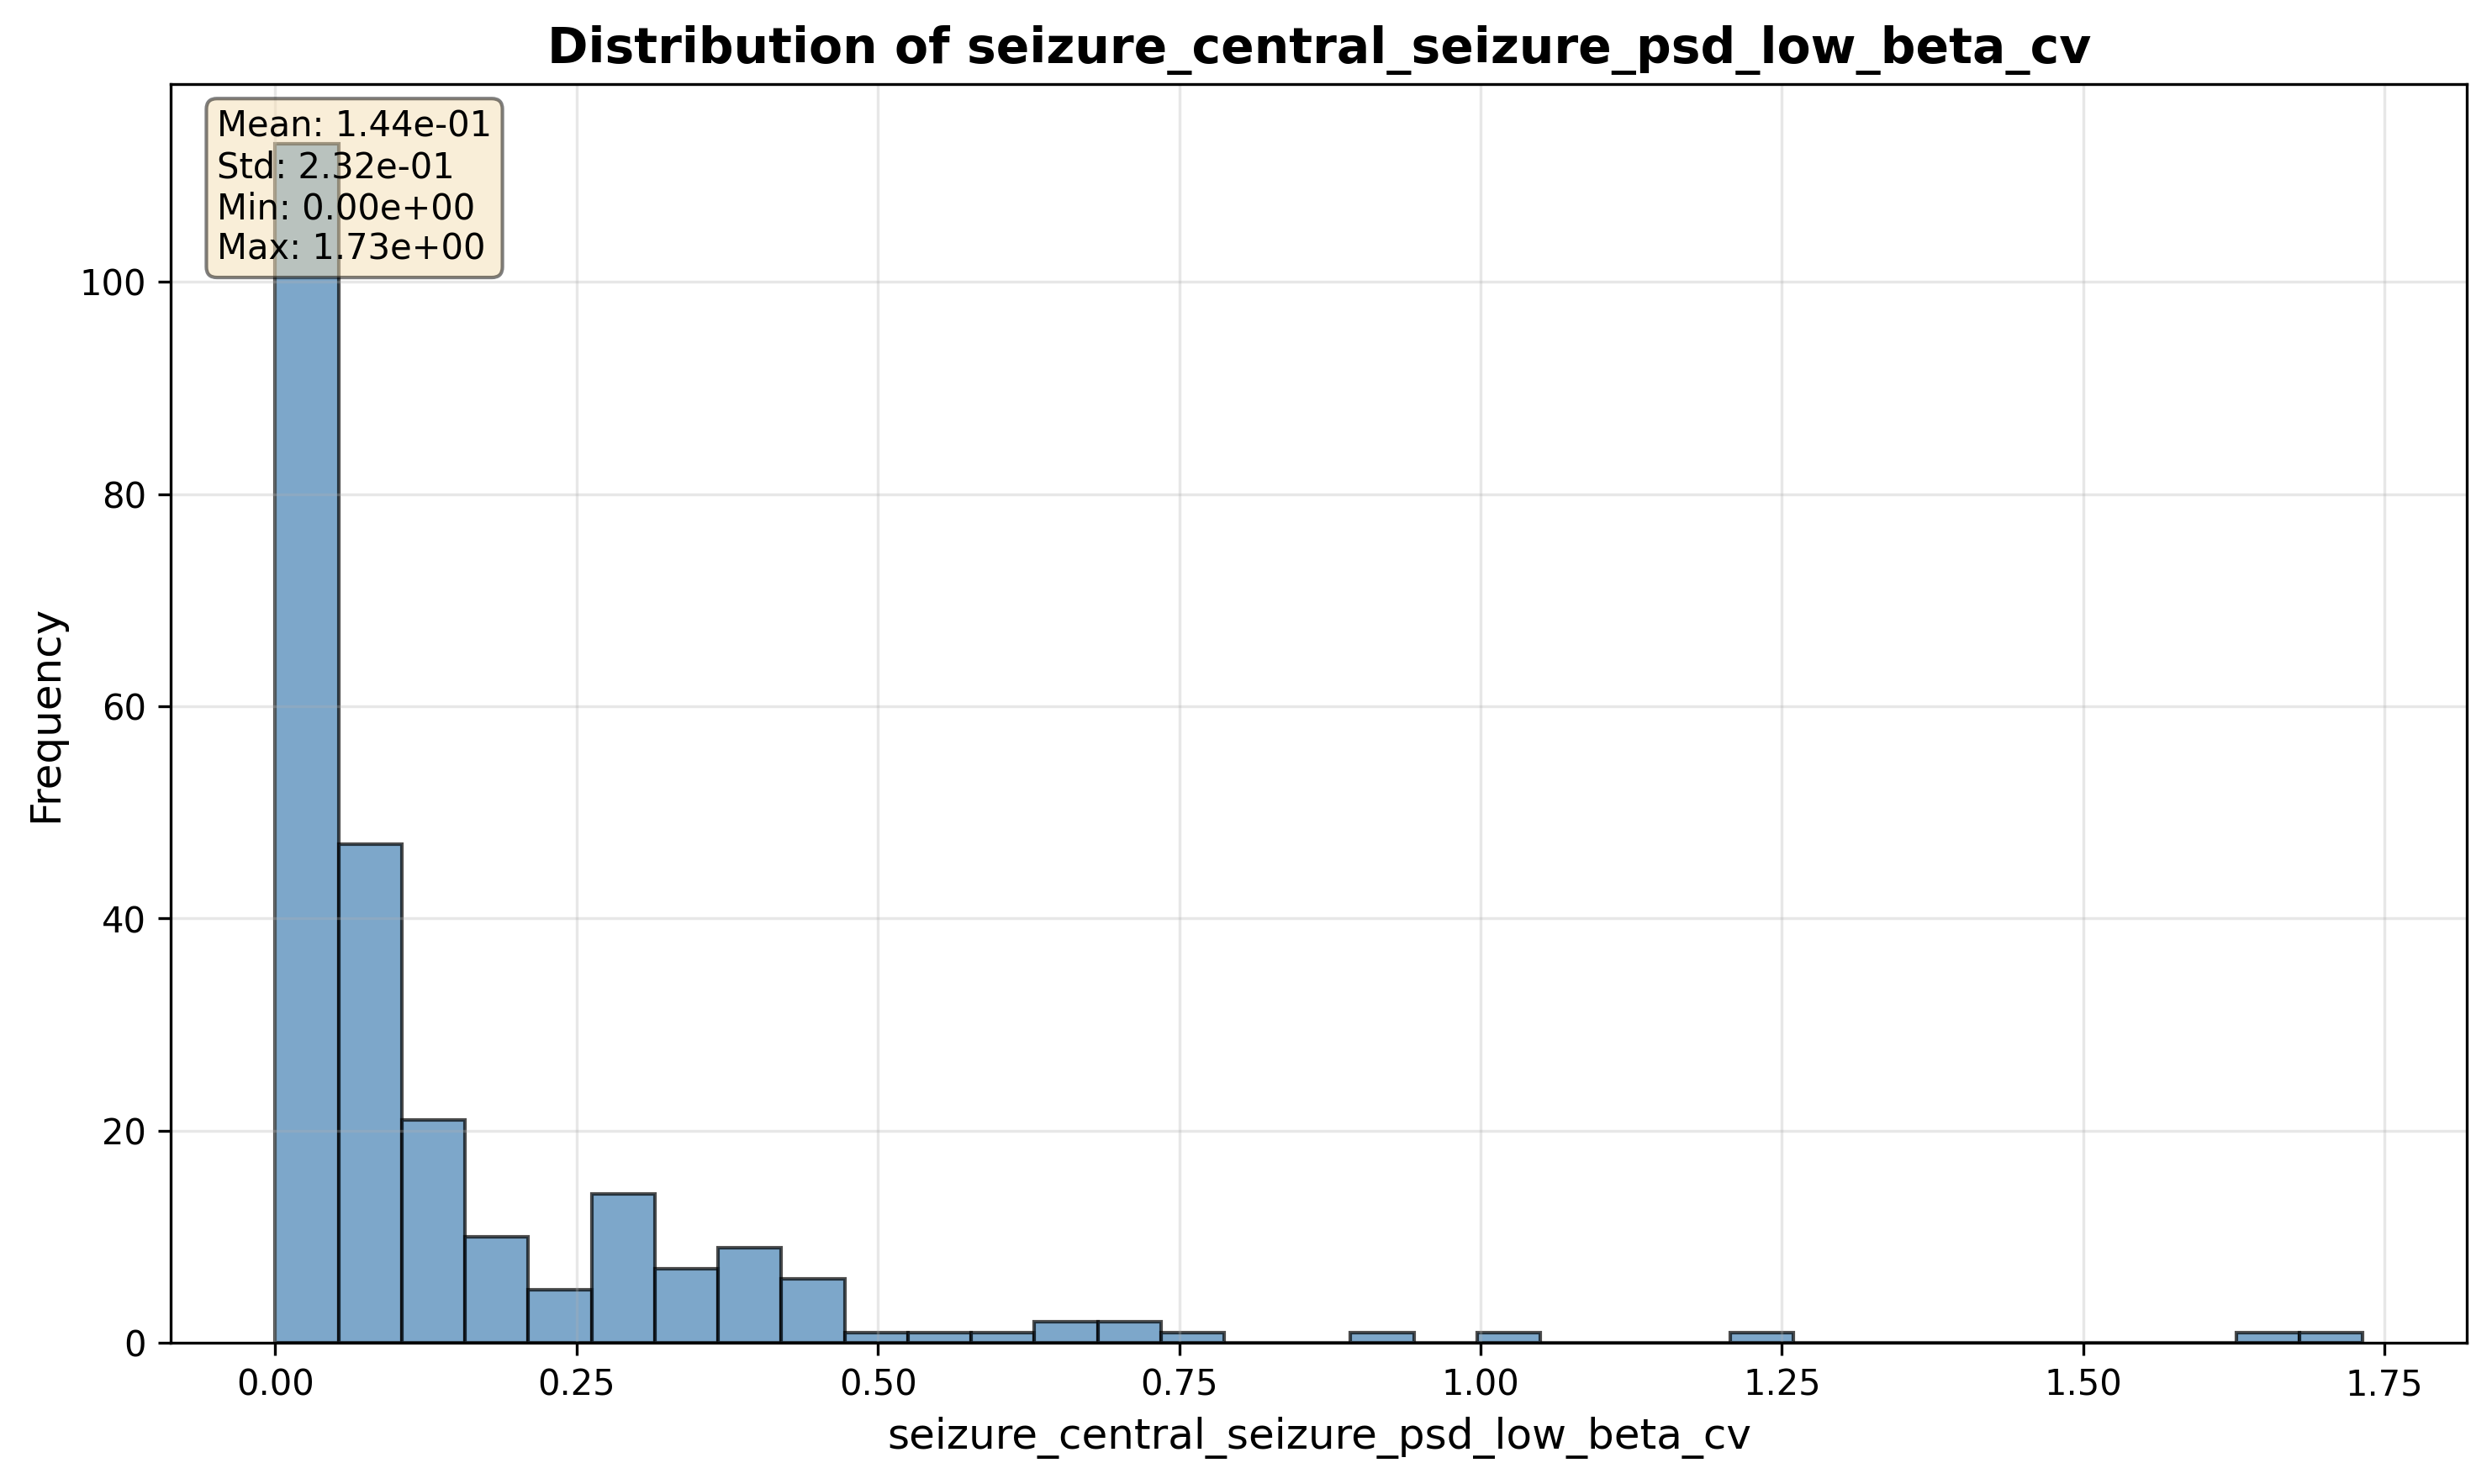 Distribution of seizure_central_seizure_psd_low_beta_cv
Mean: 1.44e-01
Std: 2.32e-01
Min: 0.00e+00
Max: 1.73e+00
Frequency
100
80
60
40
20
0
0.00 0.25 0.50 0.75 1.00 1.25 1.50 1.75
seizure_central_seizure_psd_low_beta_cv